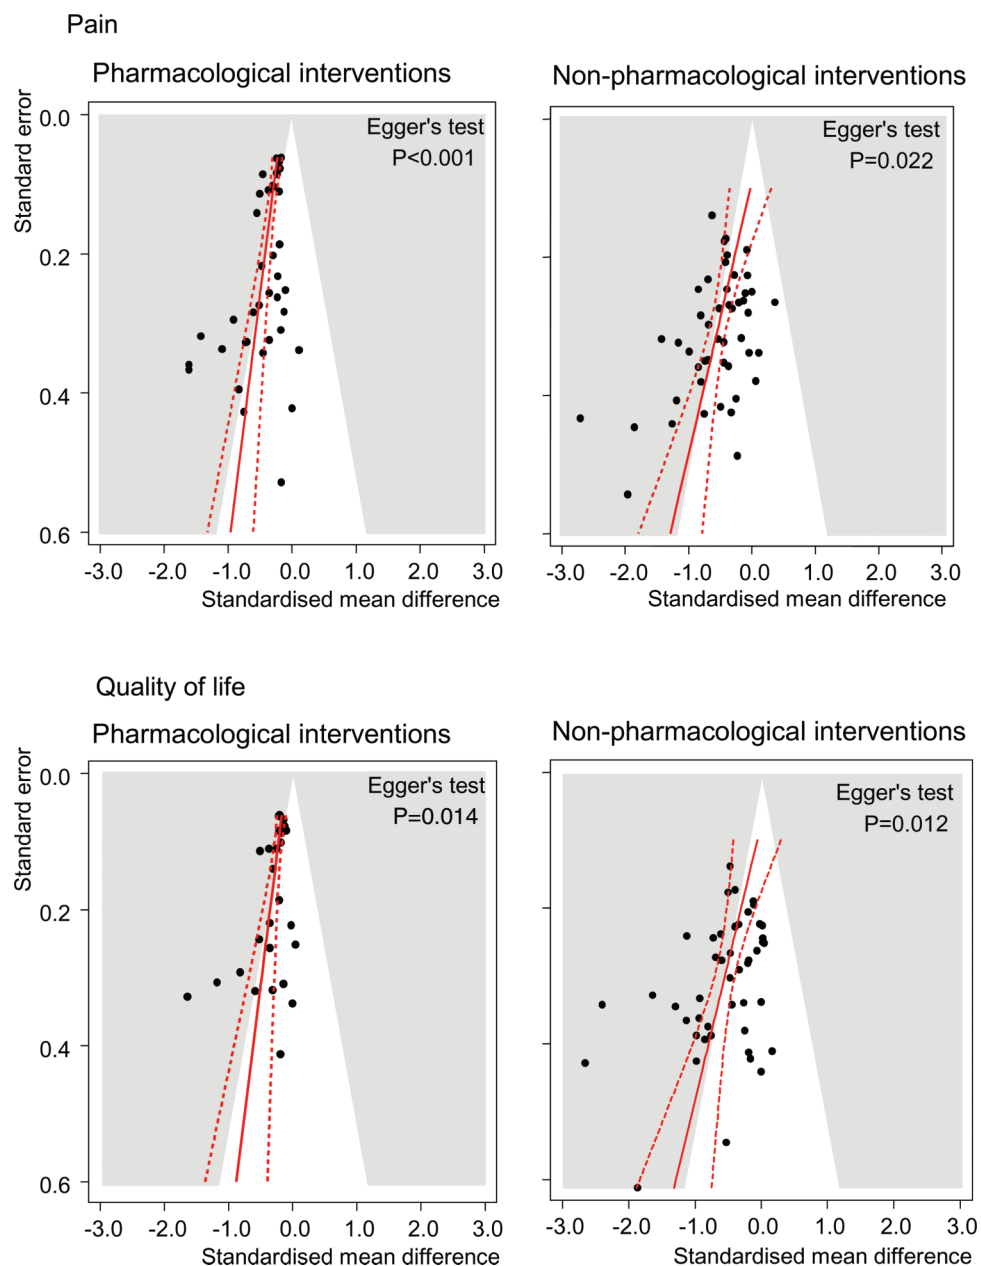 Pain
Pharmacological interventions
Non-pharmacological interventions
Standard error
0.0
0.2
0.4
0.6
Egger's test
P<0.001
Egger's test
P=0.022
-3.0 -2.0 -1.0 0.0 1.0 2.0 3.0
Standardised mean difference
-3.0 -2.0 -1.0 0.0 1.0 2.0 3.0
Standardised mean difference
Quality of life
Pharmacological interventions
Non-pharmacological interventions
Standard error
0.0
0.2
0.4
0.6
Egger's test
P=0.014
Egger's test
P=0.012
-3.0 -2.0 -1.0 0.0 1.0 2.0 3.0
Standardised mean difference
-3.0 -2.0 -1.0 0.0 1.0 2.0 3.0
Standardised mean difference